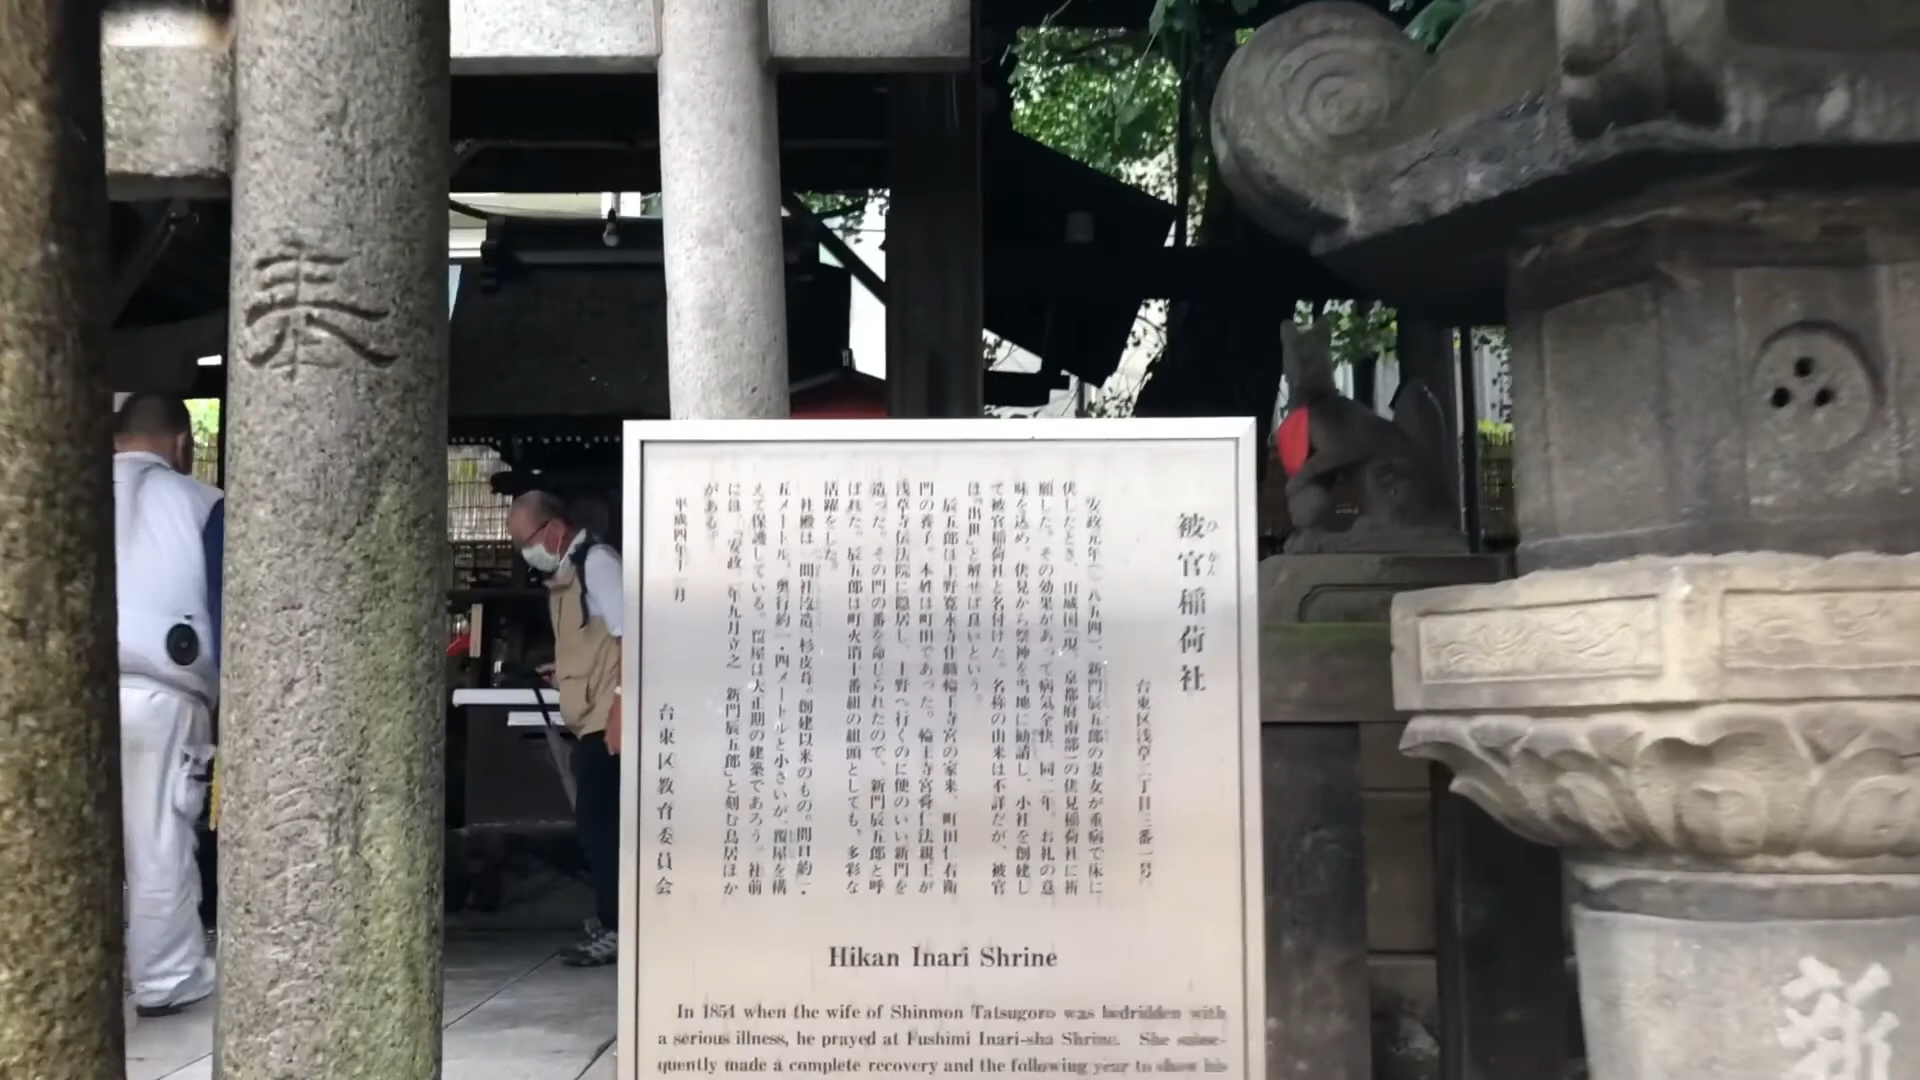 奉
被官稲荷社
ひかん
台東区浅草二丁目三番一号
安政元年(一八五四)、新門辰五郎の妻女が重病で床に
伏したとき、山城国(現、京都府南部)の伏見稲荷社に祈
願した。その効果があって病気全快、同二年、お礼の意
味を込め、伏見から祭神を当地に勧請し、小社を創建し
て被官稲荷社と名付けた。名称の由来は不詳だが、被官
は「出世」と解せば良いという。
辰五郎は上野寛永寺住職輪王寺宮の家来、町田仁右衛
門の養子。本姓は町田であった。輪王寺宮舜仁法親王が
浅草寺伝法院に隠居し、上野へ行くのに便のいい新門を
造った。その門の番を命じられたので、新門辰五郎と呼
ばれた。辰五郎は町火消十番組の組頭としても、多彩な
活躍をした。
社殿は一間社流造、杉皮葺。創建以来のもの。間口約一・
五メートル、奥行約一・四メートルと小さいが、覆屋を構
えて保護している。覆屋は大正期の建築であろう。社前
には、「安政二年九月立之 新門辰五郎」と刻む鳥居ほか
がある。
平成四年十一月
台東区教育委員会
Hikan Inari Shrine
In 1854 when the wife of Shinmon Tatsugoro was bedridden with
a serious illness, he prayed at Fushimi Inari-sha Shrine. She subse-
quently made a complete recovery and the following year to show his
新